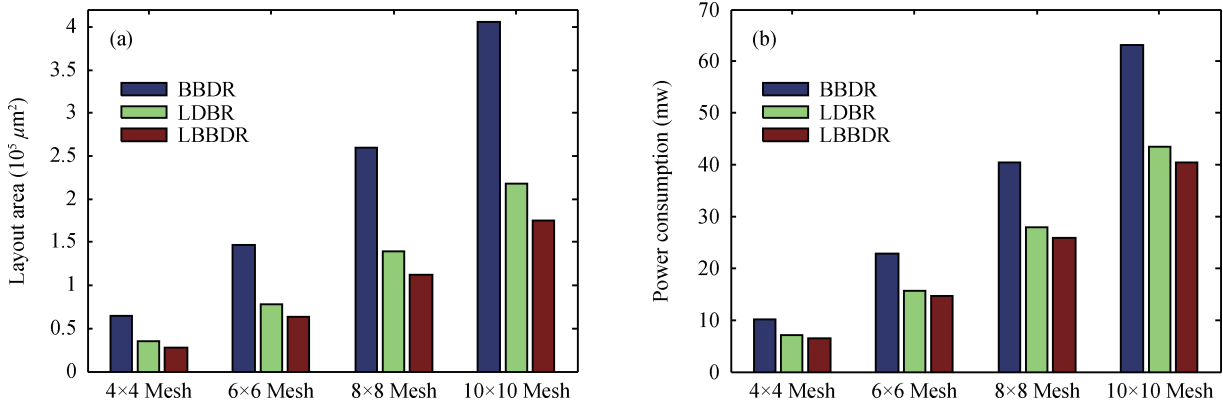 (a)
Layout area (10⁵ μm²)
4
3.5
3
2.5
2
1.5
1
0.5
0
BBDR
LDBR
LBBDR
4×4 Mesh 6×6 Mesh 8×8 Mesh 10×10 Mesh
(b)
Power consumption (mw)
70
60
50
40
30
20
10
0
BBDR
LDBR
LBBDR
4×4 Mesh 6×6 Mesh 8×8 Mesh 10×10 Mesh